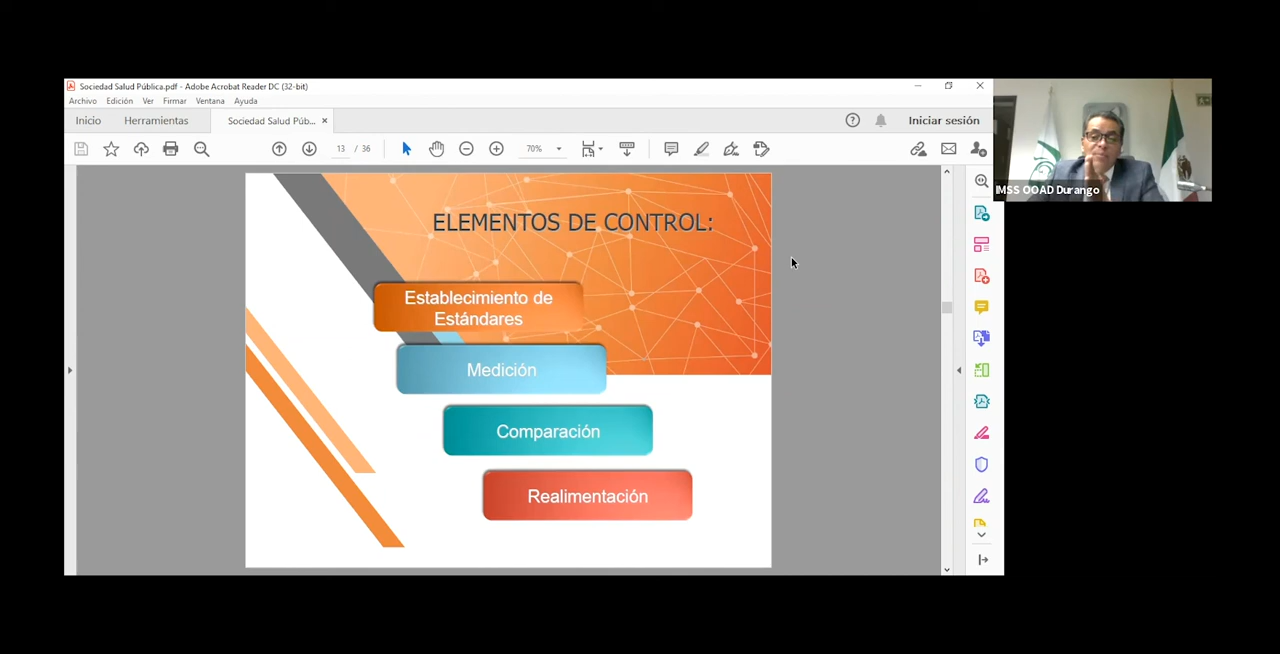 Sociedad Salud Pública.pdf - Adobe Acrobat Reader DC (32-bit)
Archivo Edición Ver Firmar Ventana Ayuda
Inicio Herramientas Sociedad Salud Púb... × Iniciar sesión
13 / 36 70%
IMSS OOAD Durango
ELEMENTOS DE CONTROL:
Establecimiento de
Estándares
Medición
Comparación
Realimentación